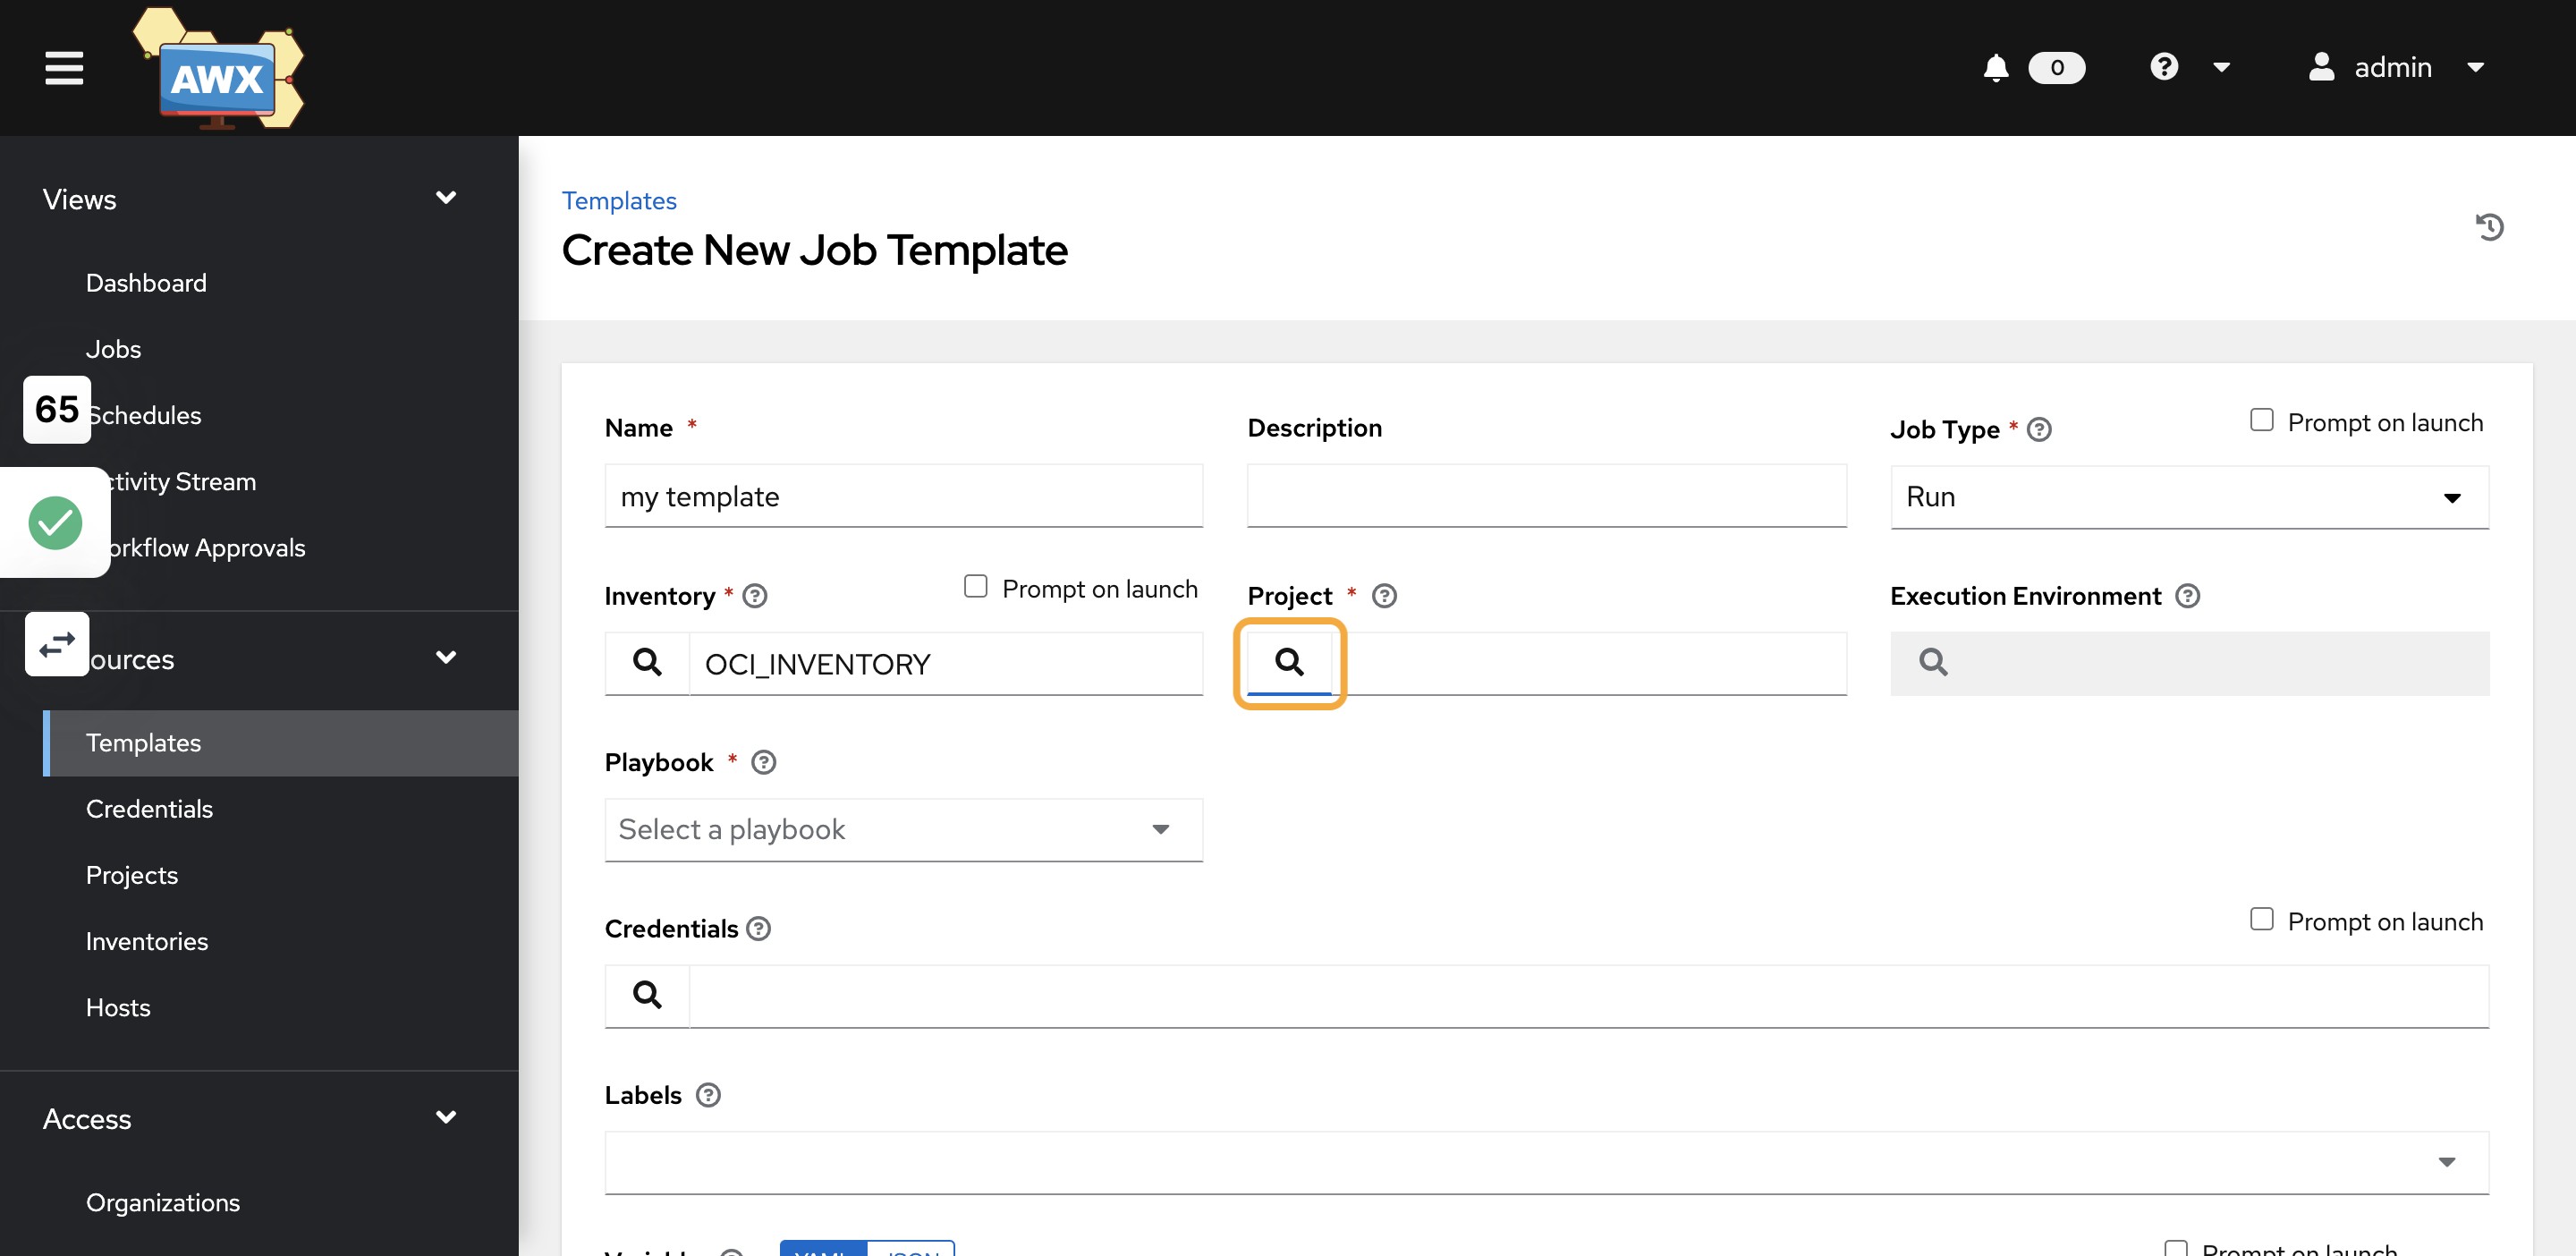 AWX
0
admin
Views
Dashboard
Jobs
65
Schedules
ctivity Stream
orkflow Approvals
ources
Templates
Credentials
Projects
Inventories
Hosts
Access
Organizations
Templates
Create New Job Template
Name *
Description
Job Type *
Prompt on launch
my template
Run
Inventory *
Prompt on launch
Project *
Execution Environment
OCI_INVENTORY
Playbook *
Select a playbook
Credentials
Prompt on launch
Labels
YAML
JSON
Prompt on launch